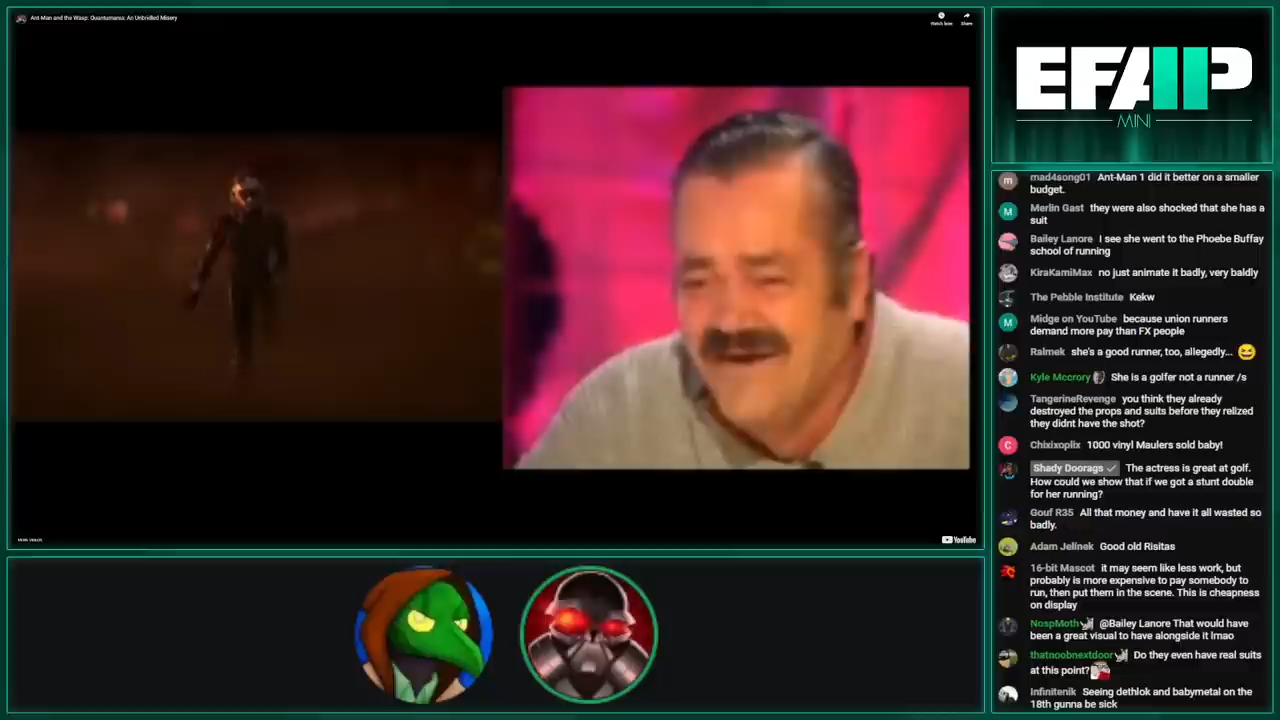 Ant-Man and the Wasp: Quantumania: An Unbridled Misery
Watch later
Share
EFAP
MINI
mad4song01 Ant-Man 1 did it better on a smaller
budget.
M
Merlin Gast they were also shocked that she has a
suit
Bailey Lanore I see she went to the Phoebe Buffay
school of running
KiraKamiMax no just animate it badly, very baldly
The Pebble Institute Kekw
M
Midge on YouTube because union runners
demand more pay than FX people
Ralmek she's a good runner, too, allegedly...
Kyle Mccrory She is a golfer not a runner /s
TangerineRevenge you think they already
destroyed the props and suits before they relized
they didnt have the shot?
C
Chixixoplix 1000 vinyl Maulers sold baby!
Shady Doorags The actress is great at golf.
How could we show that if we got a stunt double
for her running?
Gouf R35 All that money and have it all wasted so
badly.
Adam Jelínek Good old Risitas
16-bit Mascot it may seem like less work, but
probably is more expensive to pay somebody to
run, then put them in the scene. This is cheapness
on display
NospMoth @Bailey Lanore That would have
been a great visual to have alongside it lmao
thatnoobnextdoor Do they even have real suits
at this point?
Infinitenik Seeing dethlok and babymetal on the
18th gunna be sick
MORE VIDEOS
YouTube